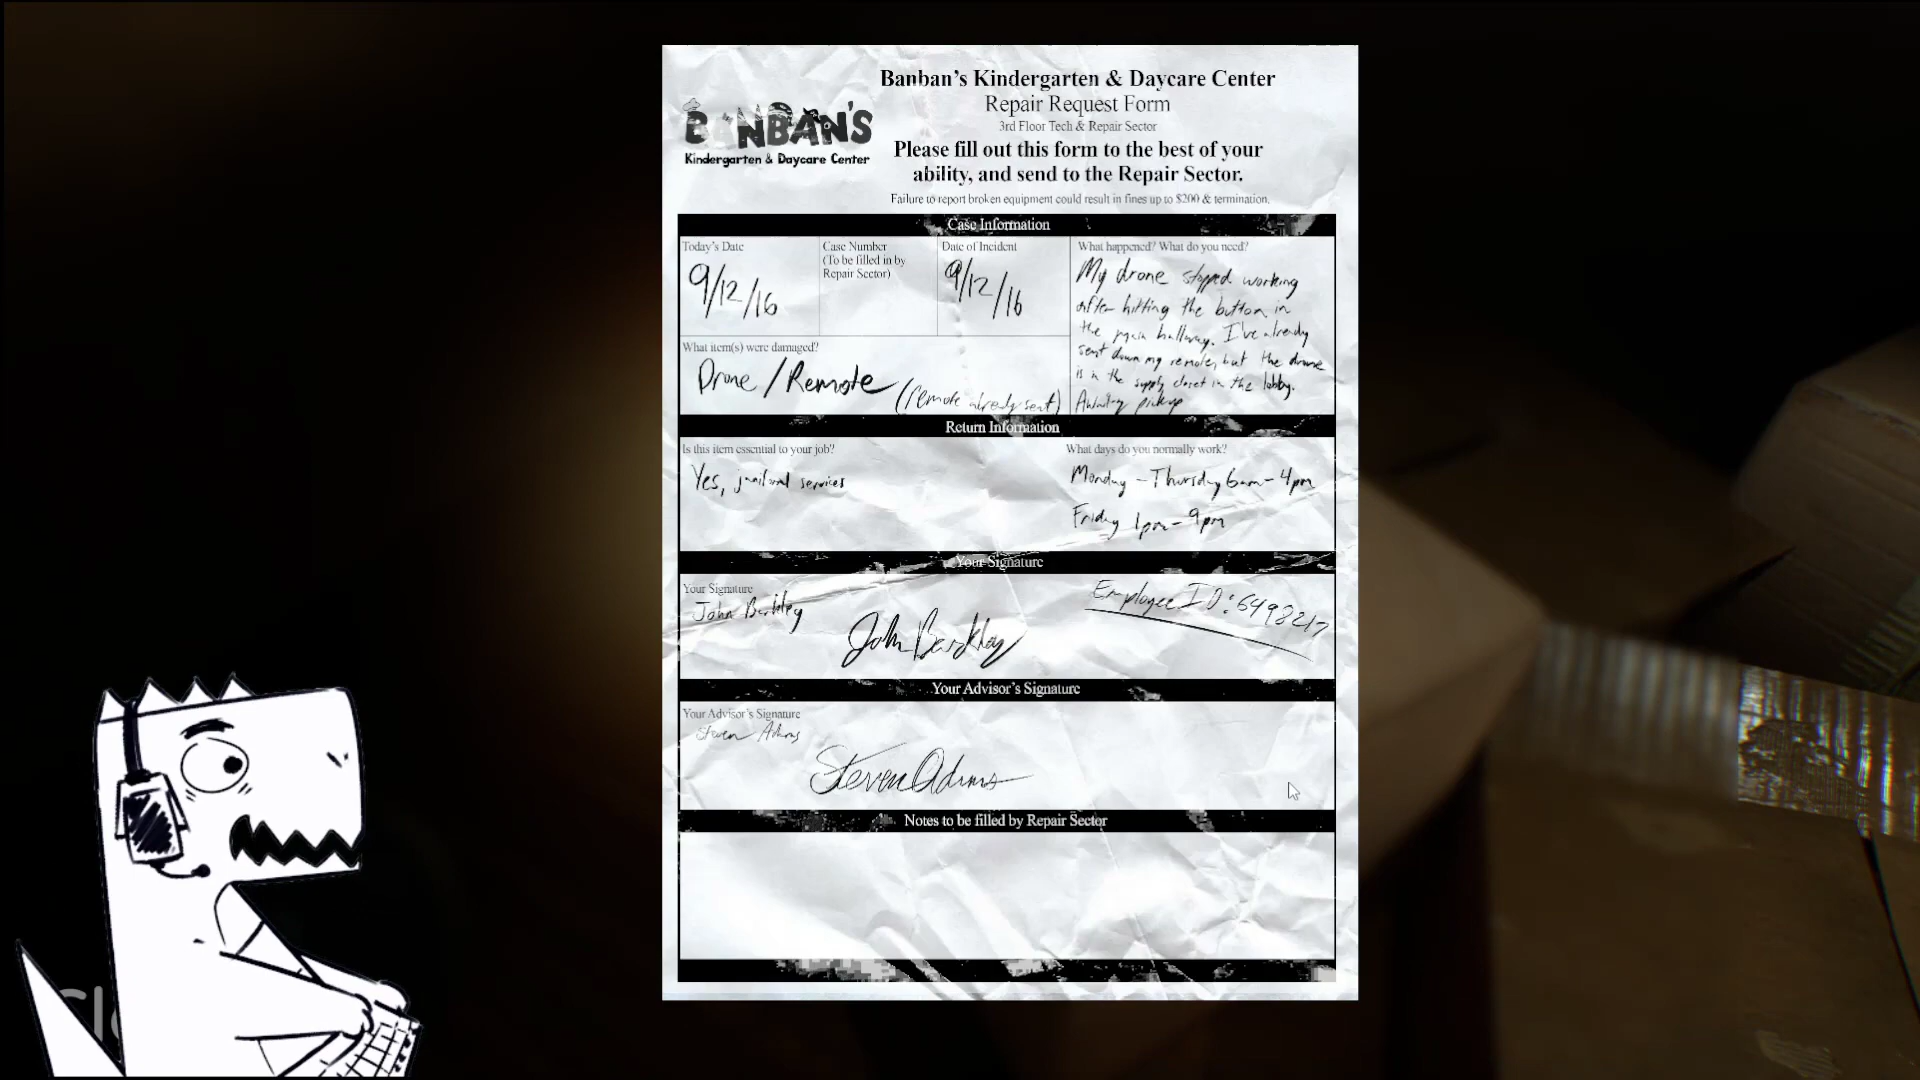 Banban's Kindergarten & Daycare Center
Repair Request Form
3rd Floor Tech & Repair Sector
BANBAN'S
Kindergarten & Daycare Center
Please fill out this form to the best of your
ability, and send to the Repair Sector.
Failure to report broken equipment could result in fines up to $200 & termination.
Case Information
Today's Date
9/12/16
Case Number
(To be filled in by
Repair Sector)
Date of Incident
9/12/16
What happened? What do you need?
My drone stopped working
after hitting the button in
the main hallway. I've already
sent down my remote, but the drone
is in the supply closet in the lobby.
Awaiting pickup
What item(s) were damaged?
Drone / Remote (remote already sent)
Return Information
Is this item essential to your job?
Yes, janitorial services
What days do you normally work?
Monday - Thursday 6am - 4pm
Friday 1pm - 9pm
Your Signature
Your Signature
John Barkley
John Barkley
Employee ID: 6498217
Your Advisor's Signature
Your Advisor's Signature
Steven Adams
Steven Adams
Notes to be filled by Repair Sector